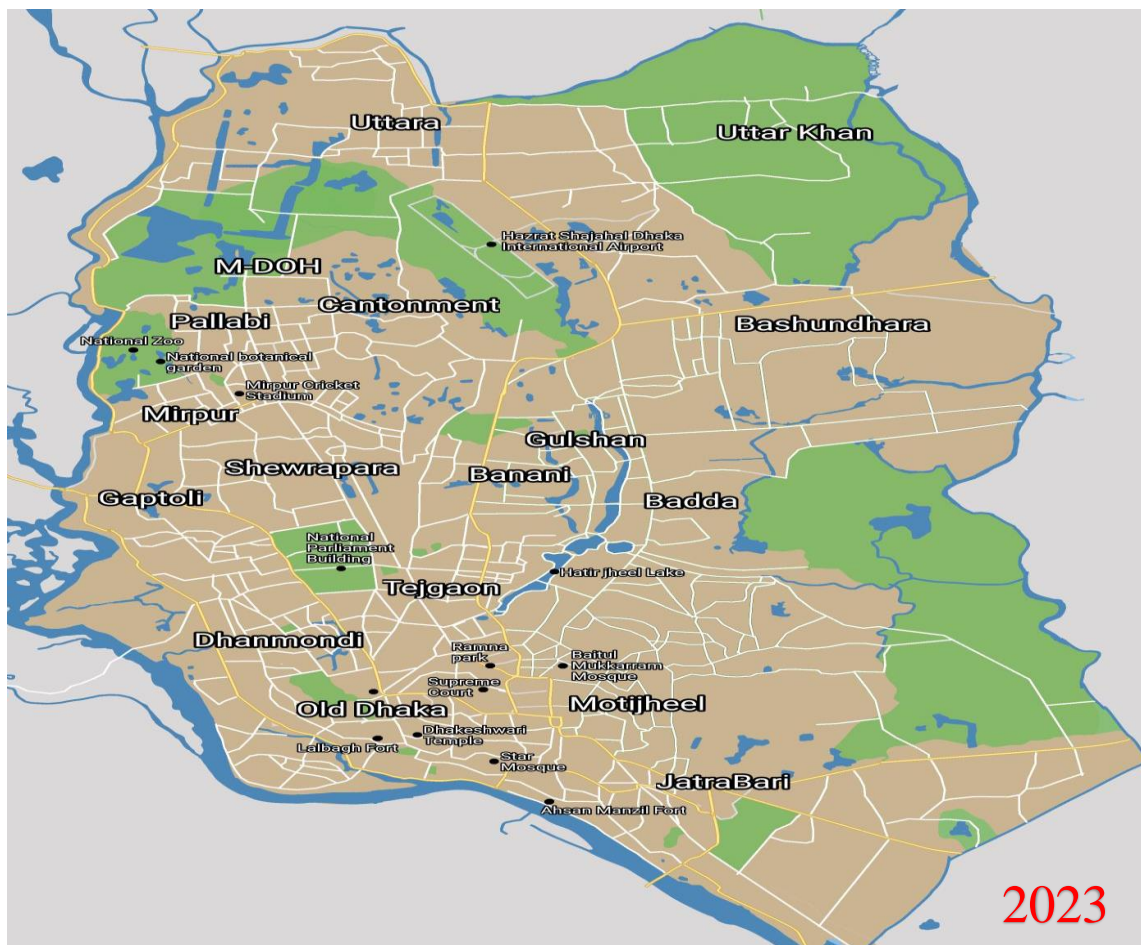 Uttara
Uttar Khan
Hazrat Shajahal Dhaka
International Airport
M-DOH
Cantonment
Pallabi
Bashundhara
National Zoo
National botanical
garden
Mirpur Cricket
Stadium
Mirpur
Gulshan
Shewrapara
Banani
Gaptoli
Badda
National
Parliament
Building
Hatir jheel Lake
Tejgaon
Dhanmondi
Ramna
park
Baitul
Mukkarram
Mosque
Supreme
Court
Old Dhaka
Motijheel
Dhakeshwari
Temple
Lalbagh Fort
Star
Mosque
JatraBari
Ahsan Manzil Fort
2023